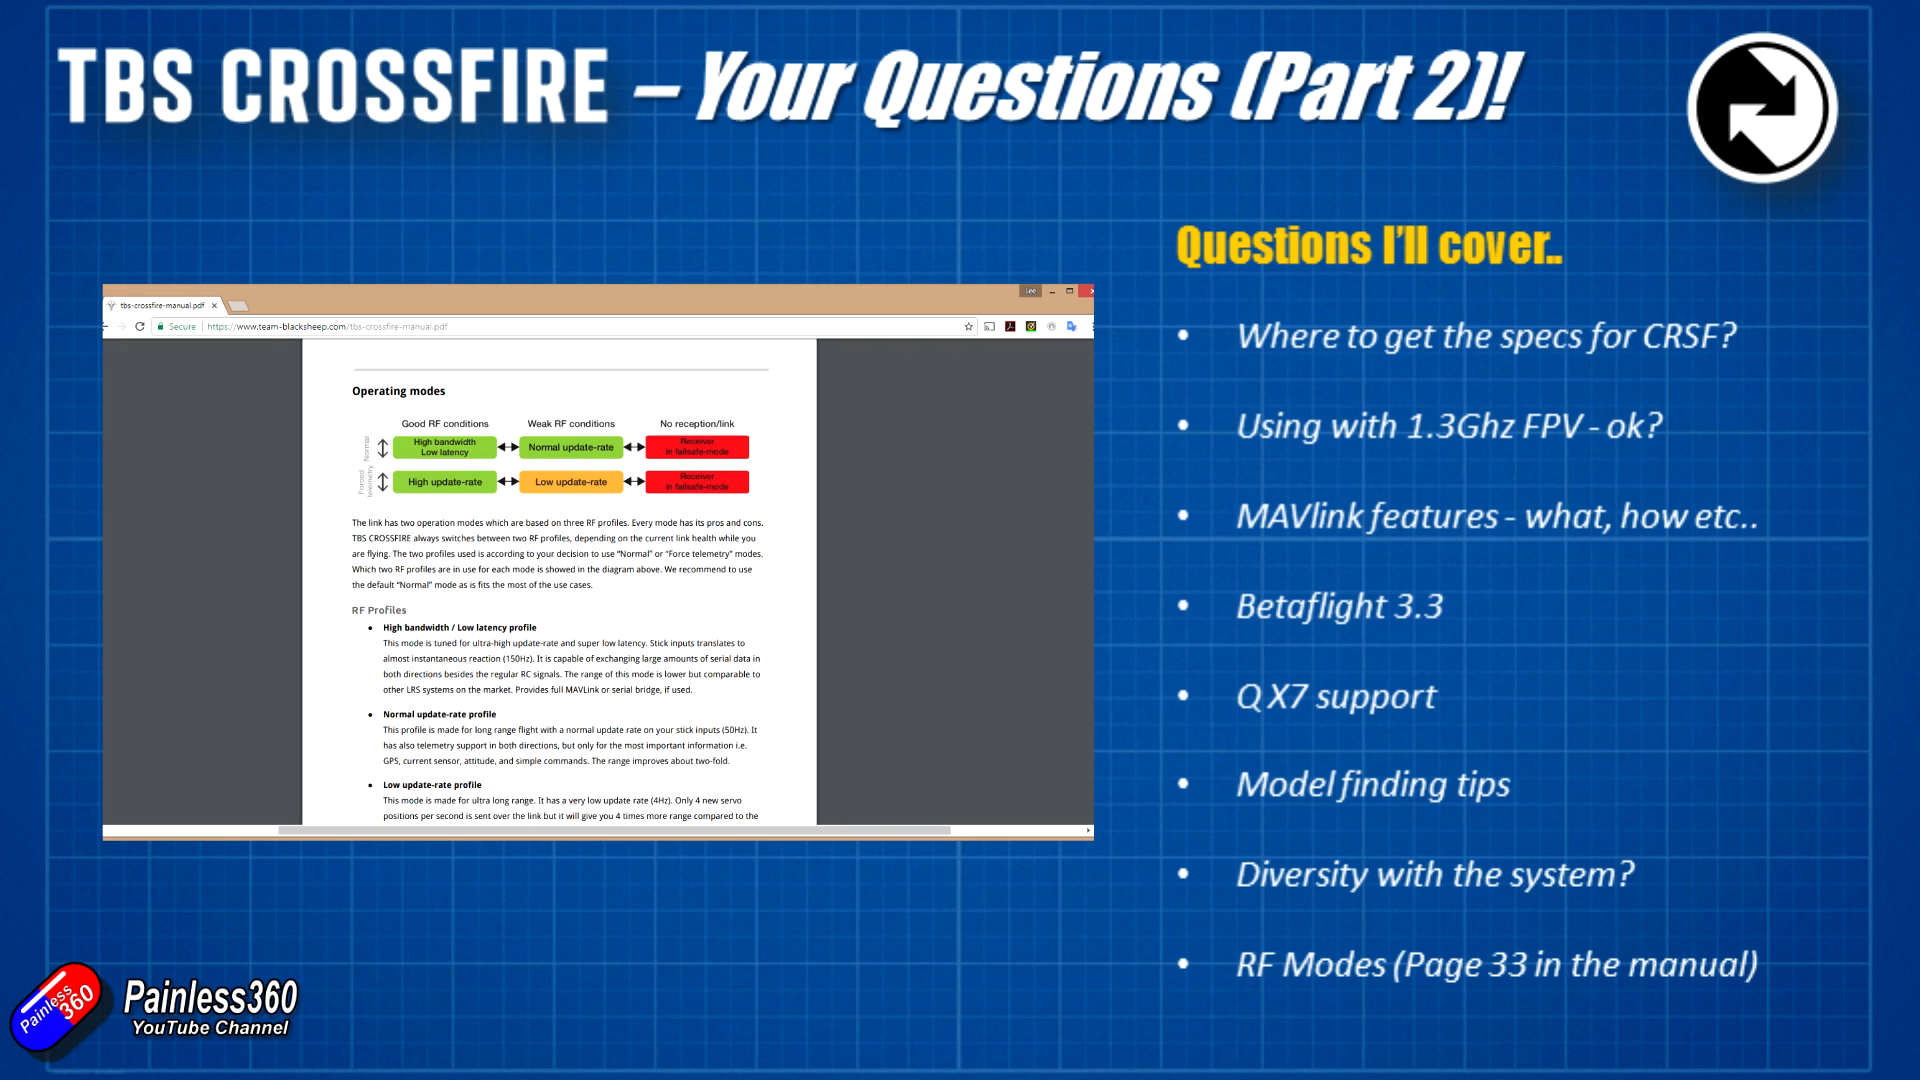 TBS CROSSFIRE – Your Questions (Part 2)!
Questions I'll cover..
• Where to get the specs for CRSF?
• Using with 1.3Ghz FPV - ok?
• MAVlink features - what, how etc..
• Betaflight 3.3
• Q X7 support
• Model finding tips
• Diversity with the system?
• RF Modes (Page 33 in the manual)
Lee
tbs-crossfire-manual.pdf
Secure https://www.team-blacksheep.com/tbs-crossfire-manual.pdf
Operating modes
Good RF conditions Weak RF conditions No reception/link
Normal
High bandwidth
Low latency
Normal update-rate
Receiver
in failsafe-mode
Forced
telemetry
High update-rate
Low update-rate
Receiver
in failsafe-mode
The link has two operation modes which are based on three RF profiles. Every mode has its pros and cons.
TBS CROSSFIRE always switches between two RF profiles, depending on the current link health while you
are flying. The two profiles used is according to your decision to use “Normal” or “Force telemetry” modes.
Which two RF profiles are in use for each mode is showed in the diagram above. We recommend to use
the default “Normal” mode as is fits the most of the use cases.
RF Profiles
• High bandwidth / Low latency profile
This mode is tuned for ultra-high update-rate and super low latency. Stick inputs translates to
almost instantaneous reaction (150Hz). It is capable of exchanging large amounts of serial data in
both directions besides the regular RC signals. The range of this mode is lower but comparable to
other LRS systems on the market. Provides full MAVLink or serial bridge, if used.
• Normal update-rate profile
This profile is made for long range flight with a normal update rate on your stick inputs (50Hz). It
has also telemetry support in both directions, but only for the most important information i.e.
GPS, current sensor, attitude, and simple commands. The range improves about two-fold.
• Low update-rate profile
This mode is made for ultra long range. It has a very low update rate (4Hz). Only 4 new servo
positions per second is sent over the link but it will give you 4 times more range compared to the
Painless
360
Painless360
YouTube Channel